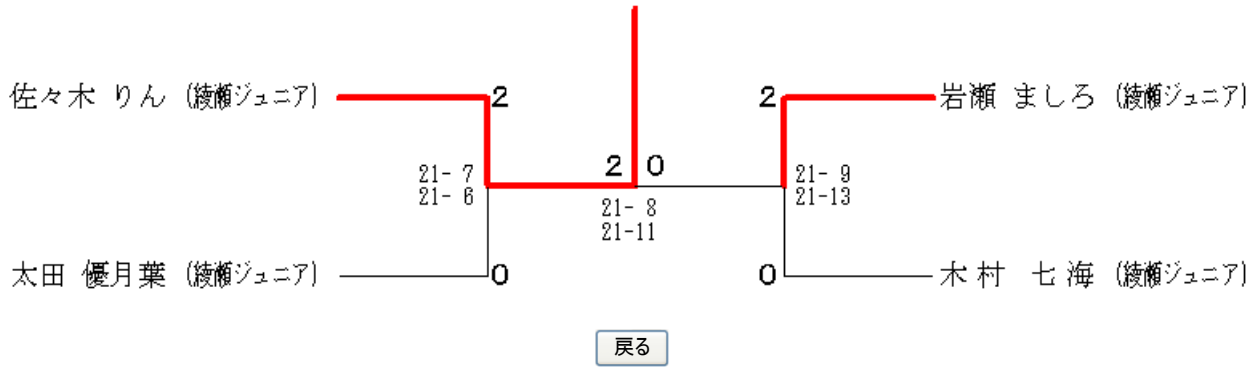 佐々木 りん (綾瀬ジュニア) 2
2 岩瀬 ましろ (綾瀬ジュニア)
2 0
21- 7
21- 6
21- 9
21-13
21- 8
21-11
太田 優月葉 (綾瀬ジュニア) 0
0 木村 七海 (綾瀬ジュニア)
戻る